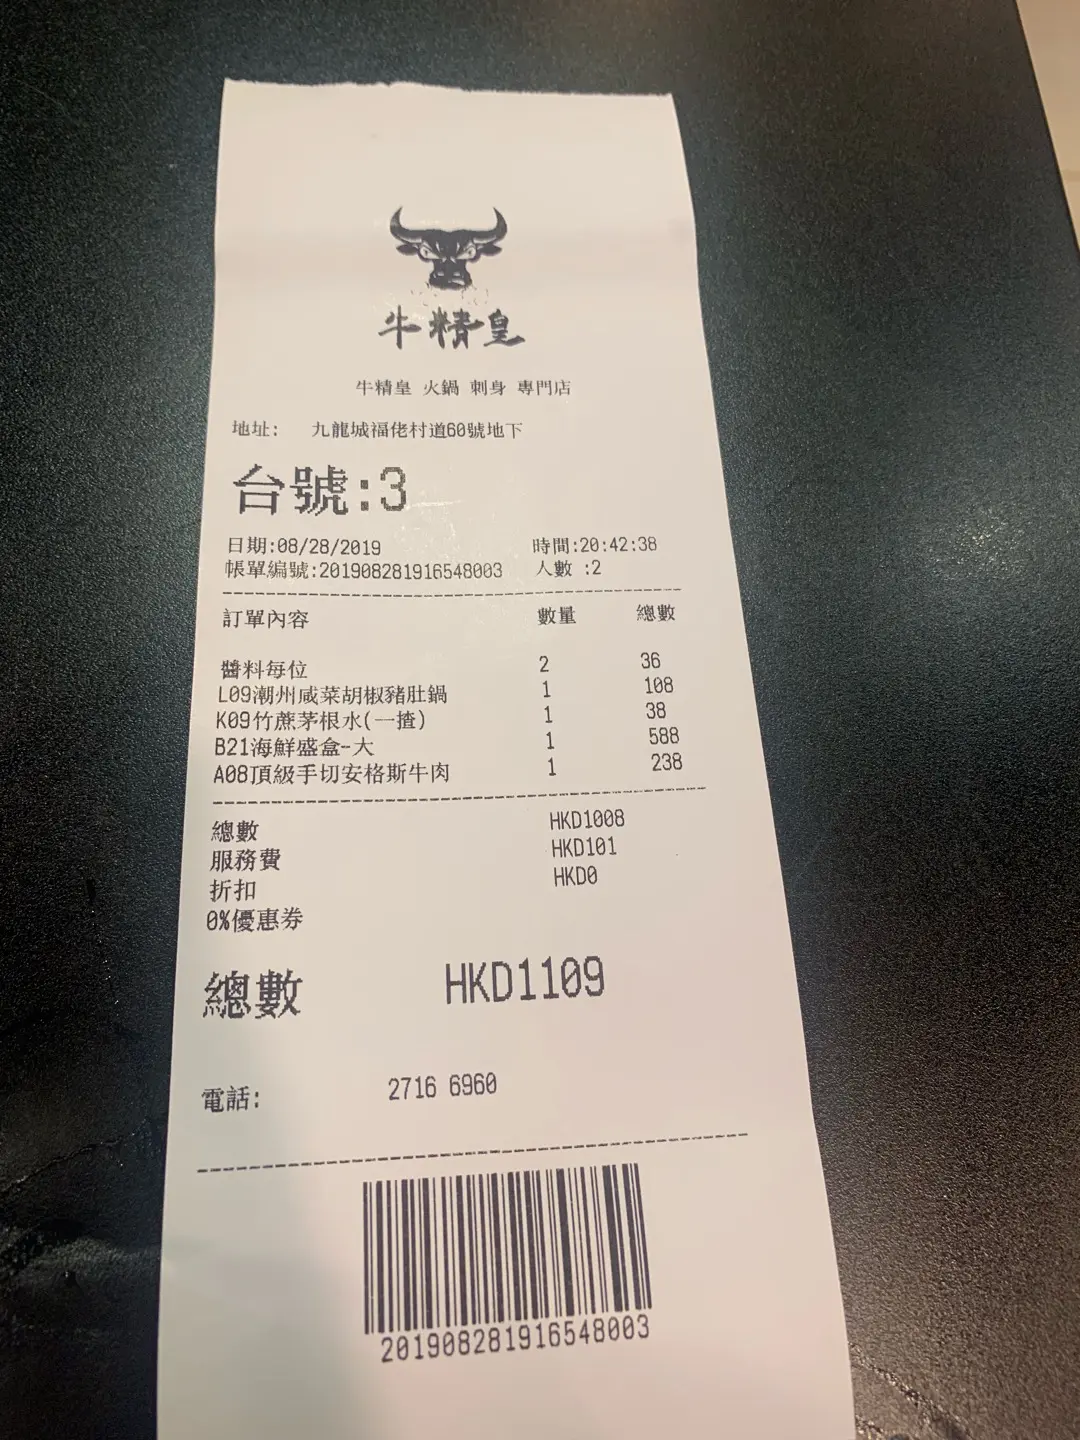 牛精皇
牛精皇 火鍋 刺身 專門店
地址: 九龍城福佬村道60號地下
台號:3
日期:08/28/2019 時間:20:42:38
帳單編號:201908281916548003 人數 :2
訂單內容 數量 總數
醬料每位 2 36
L09潮州咸菜胡椒豬肚鍋 1 108
K09竹蔗茅根水(一揸) 1 38
B21海鮮盛盒-大 1 588
A08頂級手切安格斯牛肉 1 238
總數 HKD1008
服務費 HKD101
折扣 HKD0
0%優惠券
總數 HKD1109
電話: 2716 6960
201908281916548003